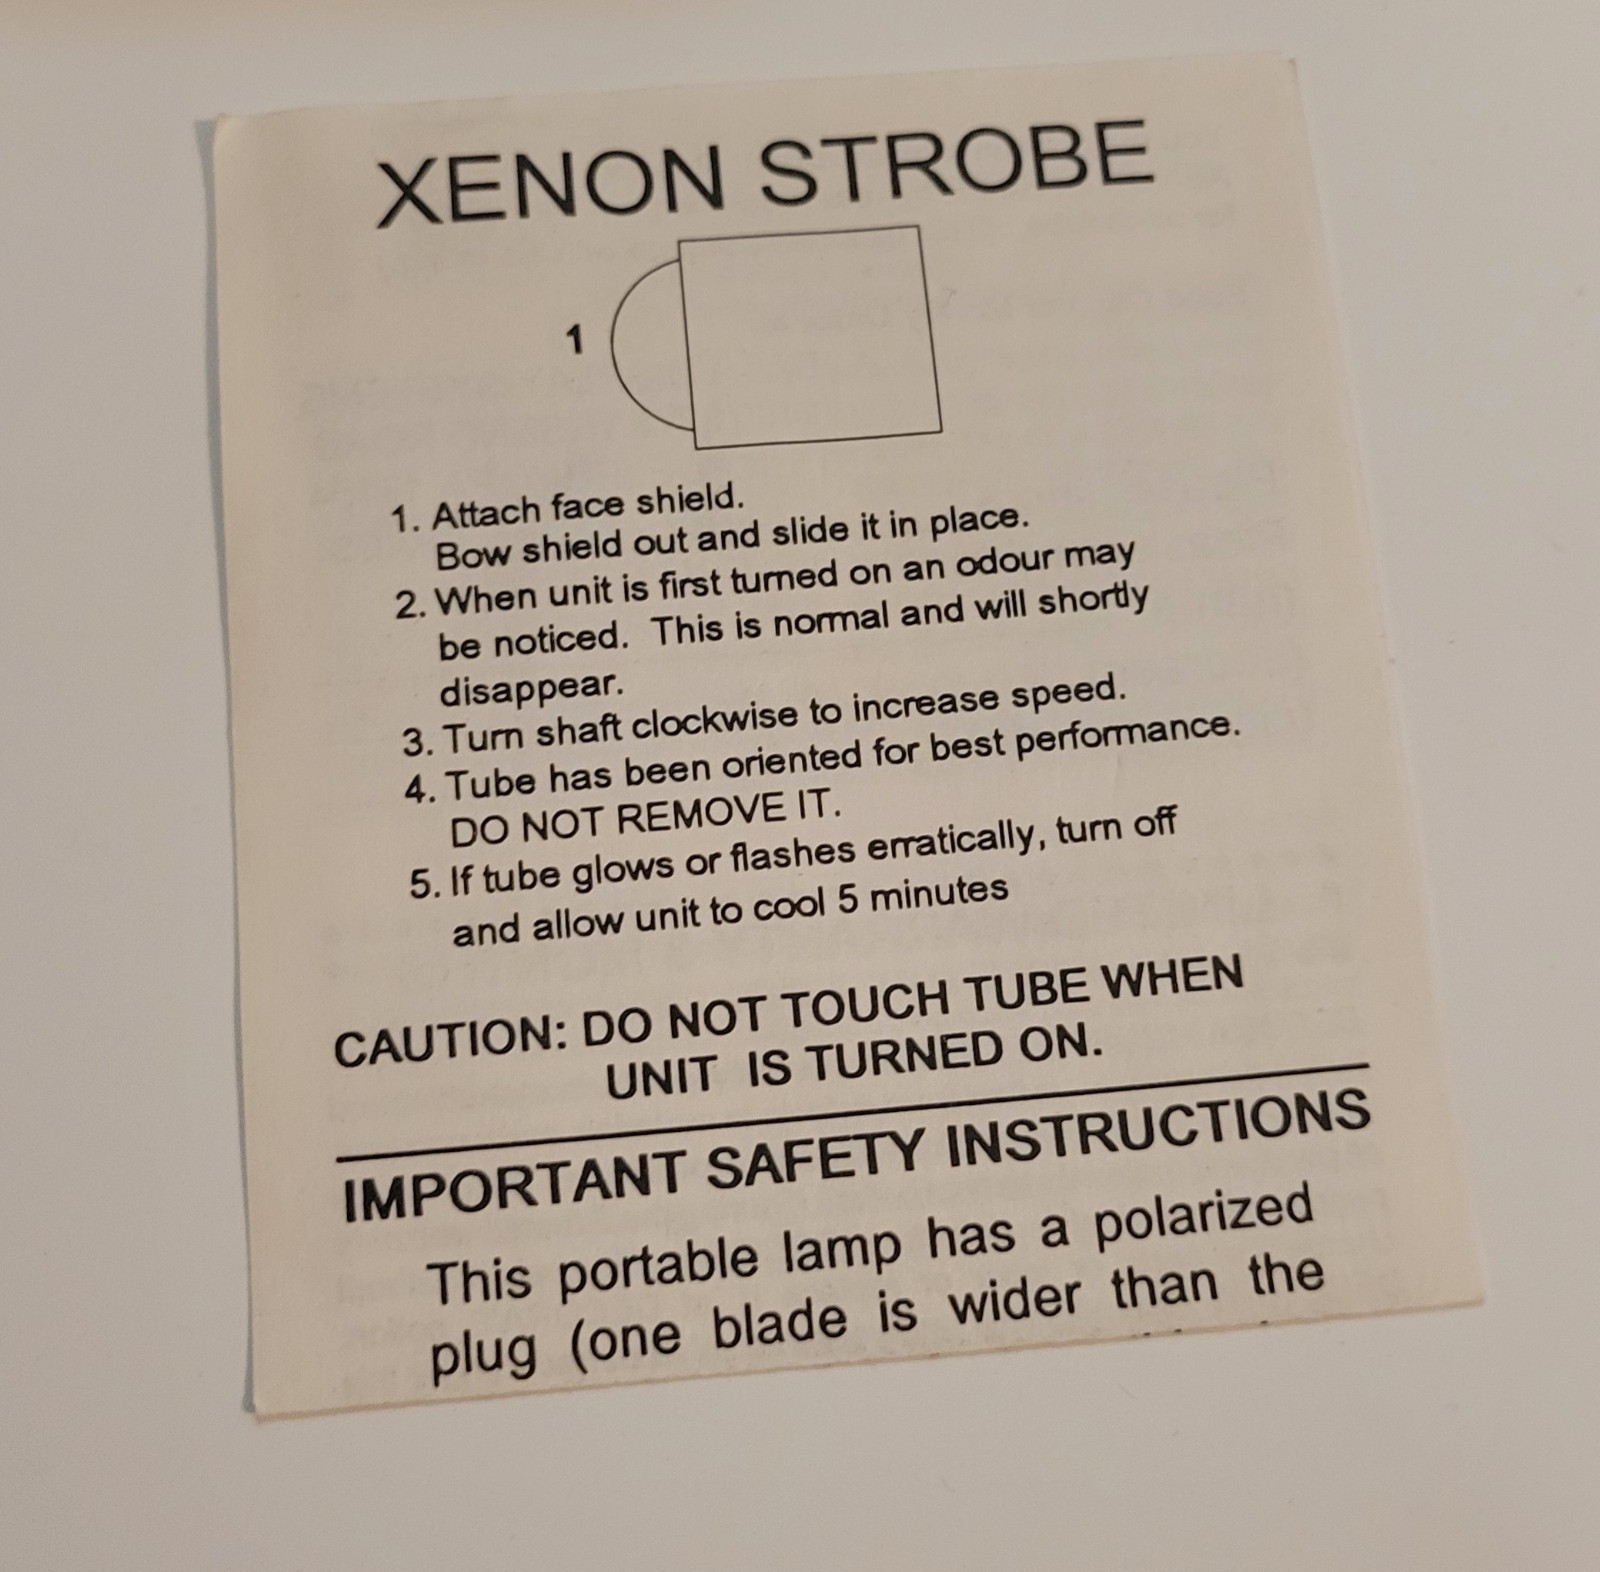 XENON STROBE
1
1. Attach face shield.
Bow shield out and slide it in place.
2. When unit is first turned on an odour may
be noticed. This is normal and will shortly
disappear.
3. Turn shaft clockwise to increase speed.
4. Tube has been oriented for best performance.
DO NOT REMOVE IT.
5. If tube glows or flashes erratically, turn off
and allow unit to cool 5 minutes
CAUTION: DO NOT TOUCH TUBE WHEN
UNIT IS TURNED ON.
IMPORTANT SAFETY INSTRUCTIONS
This portable lamp has a polarized
plug (one blade is wider than the